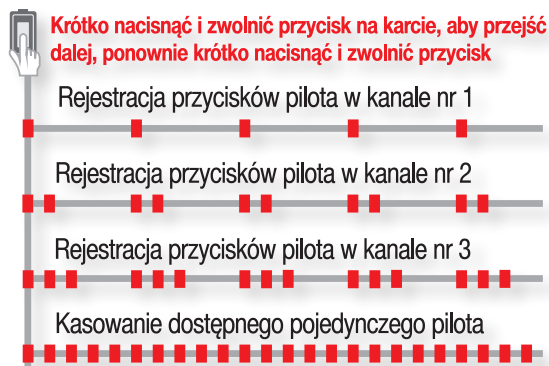 Krótko nacisnąć i zwolnić przycisk na karcie, aby przejść
dalej, ponownie krótko nacisnąć i zwolnić przycisk
Rejestracja przycisków pilota w kanale nr 1
Rejestracja przycisków pilota w kanale nr 2
Rejestracja przycisków pilota w kanale nr 3
Kasowanie dostępnego pojedynczego pilota